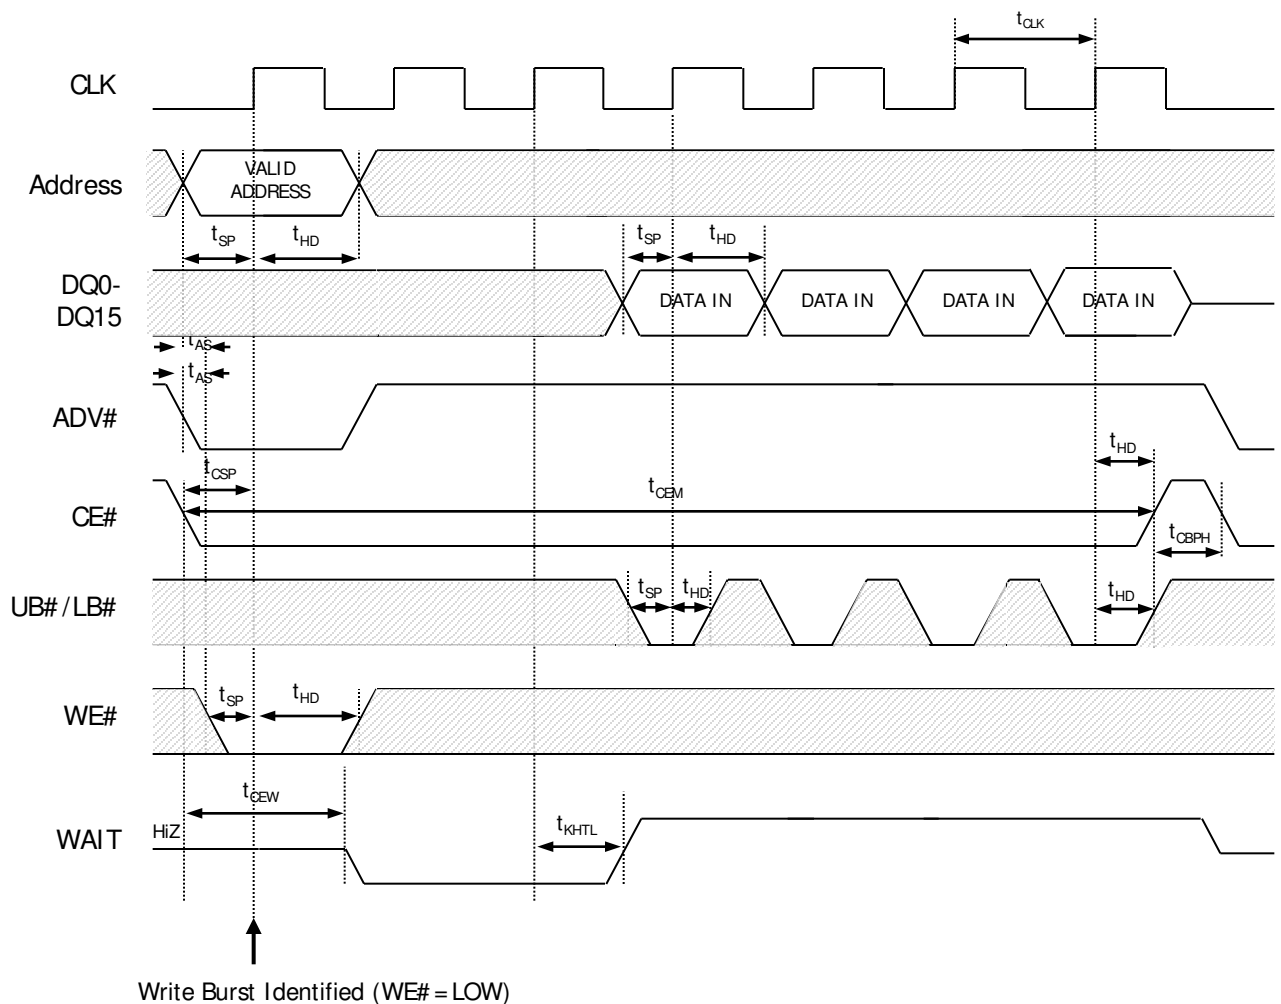 tCLK
CLK
Address
VALID
ADDRESS
tSP
tHD
tSP
tHD
DQ0-
DQ15
DATA IN
DATA IN
DATA IN
DATA IN
tAS
tAS
ADV#
tHD
tCSP
tCEM
CE#
tCBPH
UB# / LB#
tSP
tHD
tHD
WE#
tSP
tHD
tCEW
WAIT
HiZ
tKHTL
Write Burst Identified (WE# = LOW)